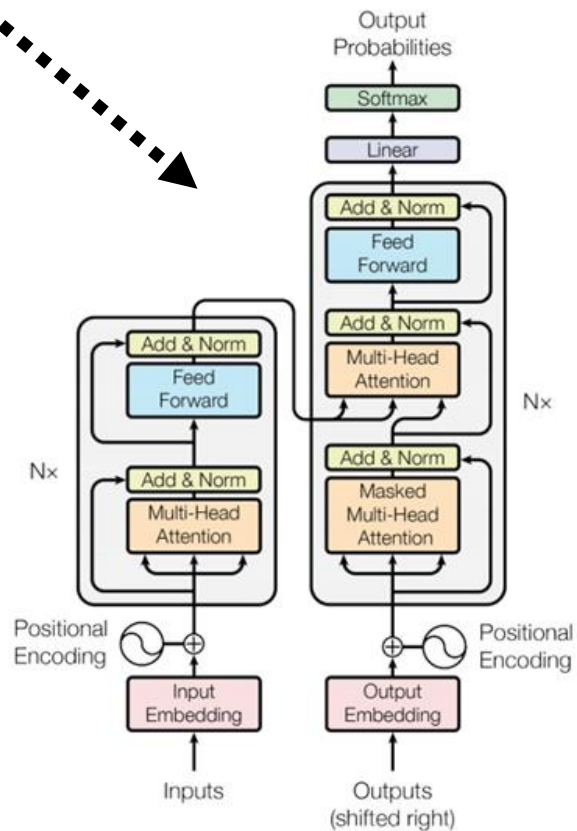 Output
Probabilities
Softmax
Linear
Add & Norm
Feed
Forward
Add & Norm
Multi-Head
Attention
Add & Norm
Masked
Multi-Head
Attention
Nx
Add & Norm
Feed
Forward
Add & Norm
Multi-Head
Attention
Nx
Positional
Encoding
Positional
Encoding
Input
Embedding
Output
Embedding
Inputs
Outputs
(shifted right)